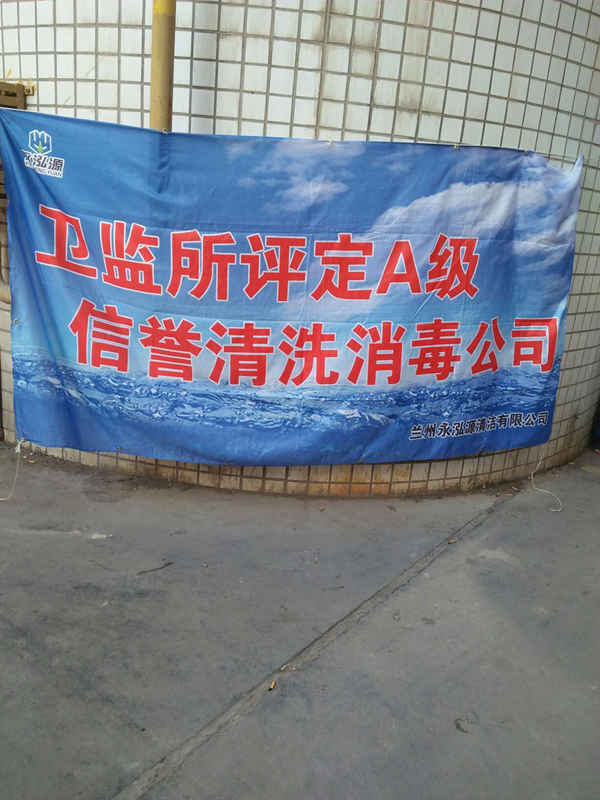 永泓源
卫监所评定A级
信誉清洗消毒公司
兰州永泓源清洁有限公司